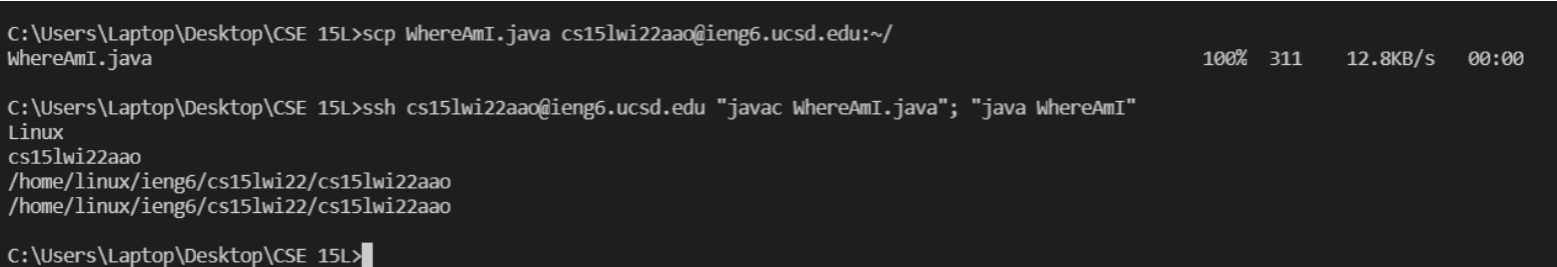 C:\Users\Laptop\Desktop\CSE 15L>scp WhereAmI.java cs15lwi22aao@ieng6.ucsd.edu:~/
WhereAmI.java 100% 311 12.8KB/s 00:00
C:\Users\Laptop\Desktop\CSE 15L>ssh cs15lwi22aao@ieng6.ucsd.edu "javac WhereAmI.java"; "java WhereAmI"
Linux
cs15lwi22aao
/home/linux/ieng6/cs15lwi22/cs15lwi22aao
/home/linux/ieng6/cs15lwi22/cs15lwi22aao
C:\Users\Laptop\Desktop\CSE 15L>